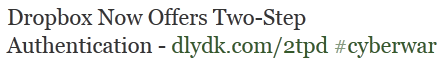 Dropbox Now Offers Two-Step
Authentication - dlydk.com/2tpd #cyberwar